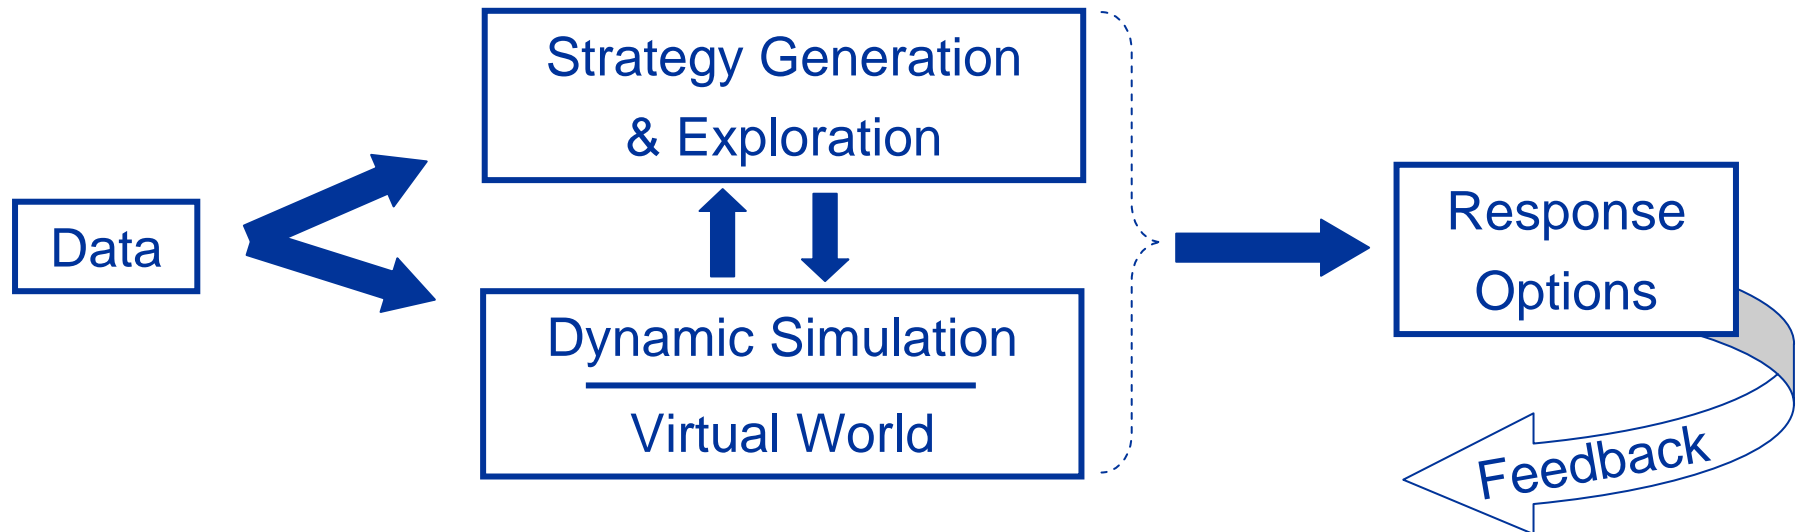 Strategy Generation
& Exploration
Data
Dynamic Simulation
Virtual World
Response
Options
Feedback